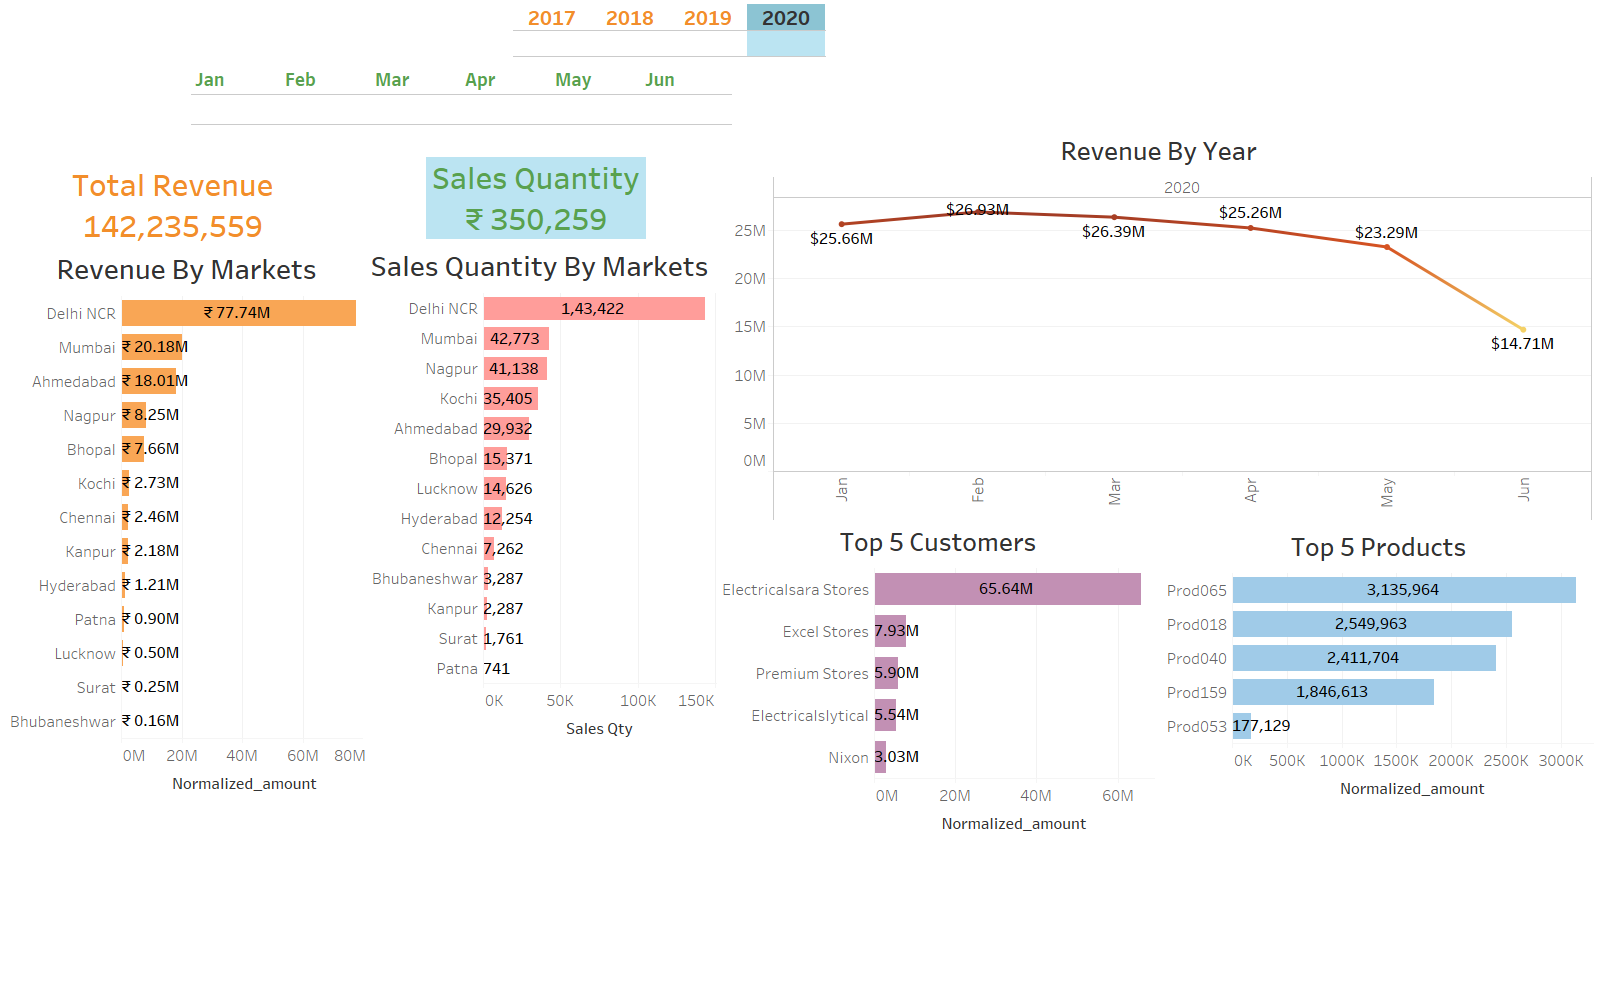 2017 2018 2019 2020
Jan Feb Mar Apr May Jun
Total Revenue
142,235,559
Sales Quantity
₹ 350,259
Revenue By Markets
Delhi NCR ₹ 77.74M
Mumbai ₹ 20.18M
Ahmedabad ₹ 18.01M
Nagpur ₹ 8.25M
Bhopal ₹ 7.66M
Kochi ₹ 2.73M
Chennai ₹ 2.46M
Kanpur ₹ 2.18M
Hyderabad ₹ 1.21M
Patna ₹ 0.90M
Lucknow ₹ 0.50M
Surat ₹ 0.25M
Bhubaneshwar ₹ 0.16M
0M 20M 40M 60M 80M
Normalized_amount
Sales Quantity By Markets
Delhi NCR 1,43,422
Mumbai 42,773
Nagpur 41,138
Kochi 35,405
Ahmedabad 29,932
Bhopal 15,371
Lucknow 14,626
Hyderabad 12,254
Chennai 7,262
Bhubaneshwar 3,287
Kanpur 2,287
Surat 1,761
Patna 741
0K 50K 100K 150K
Sales Qty
Revenue By Year
2020
25M
20M
15M
10M
5M
0M
$25.66M $26.93M $26.39M $25.26M $23.29M $14.71M
Jan Feb Mar Apr May Jun
Top 5 Customers
Electricalsara Stores 65.64M
Excel Stores 7.93M
Premium Stores 5.90M
Electricalslytical 5.54M
Nixon 3.03M
0M 20M 40M 60M
Normalized_amount
Top 5 Products
Prod065 3,135,964
Prod018 2,549,963
Prod040 2,411,704
Prod159 1,846,613
Prod053 177,129
0K 500K 1000K 1500K 2000K 2500K 3000K
Normalized_amount